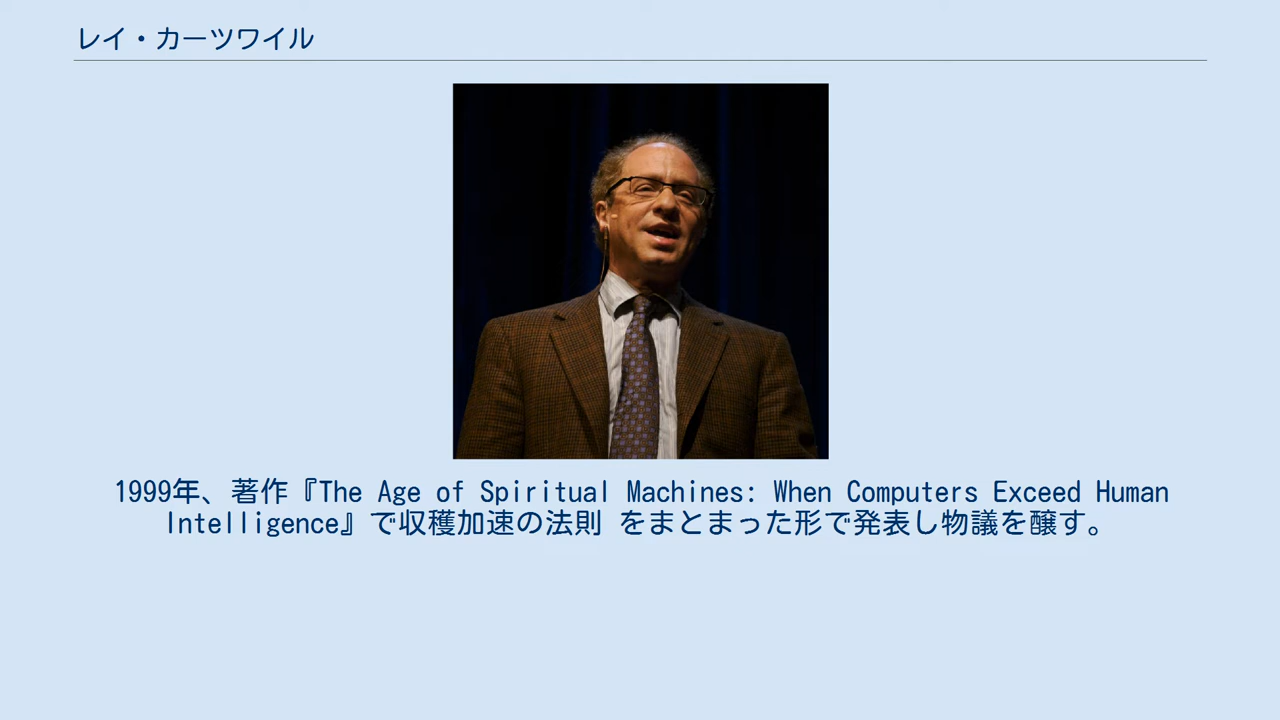 レイ・カーツワイル
1999年、著作『The Age of Spiritual Machines: When Computers Exceed Human
Intelligence』で収穫加速の法則 をまとまった形で発表し物議を醸す。